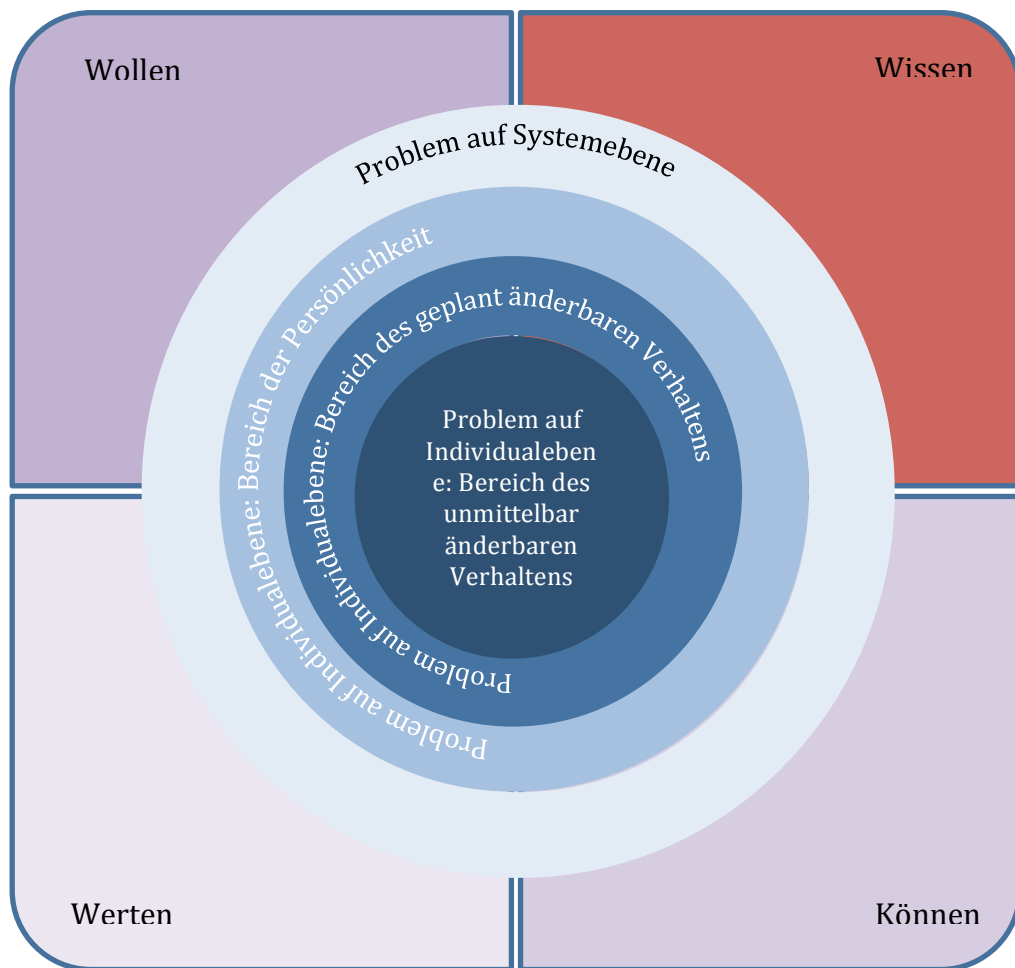 Wollen
Wissen
Problem auf Systemebene
Problem auf Individualebene: Bereich der Persönlichkeit
Problem auf Individualebene: Bereich des geplant änderbaren Verhaltens
Problem auf
Individualeben
e: Bereich des
unmittelbar
änderbaren
Verhaltens
Werten
Können